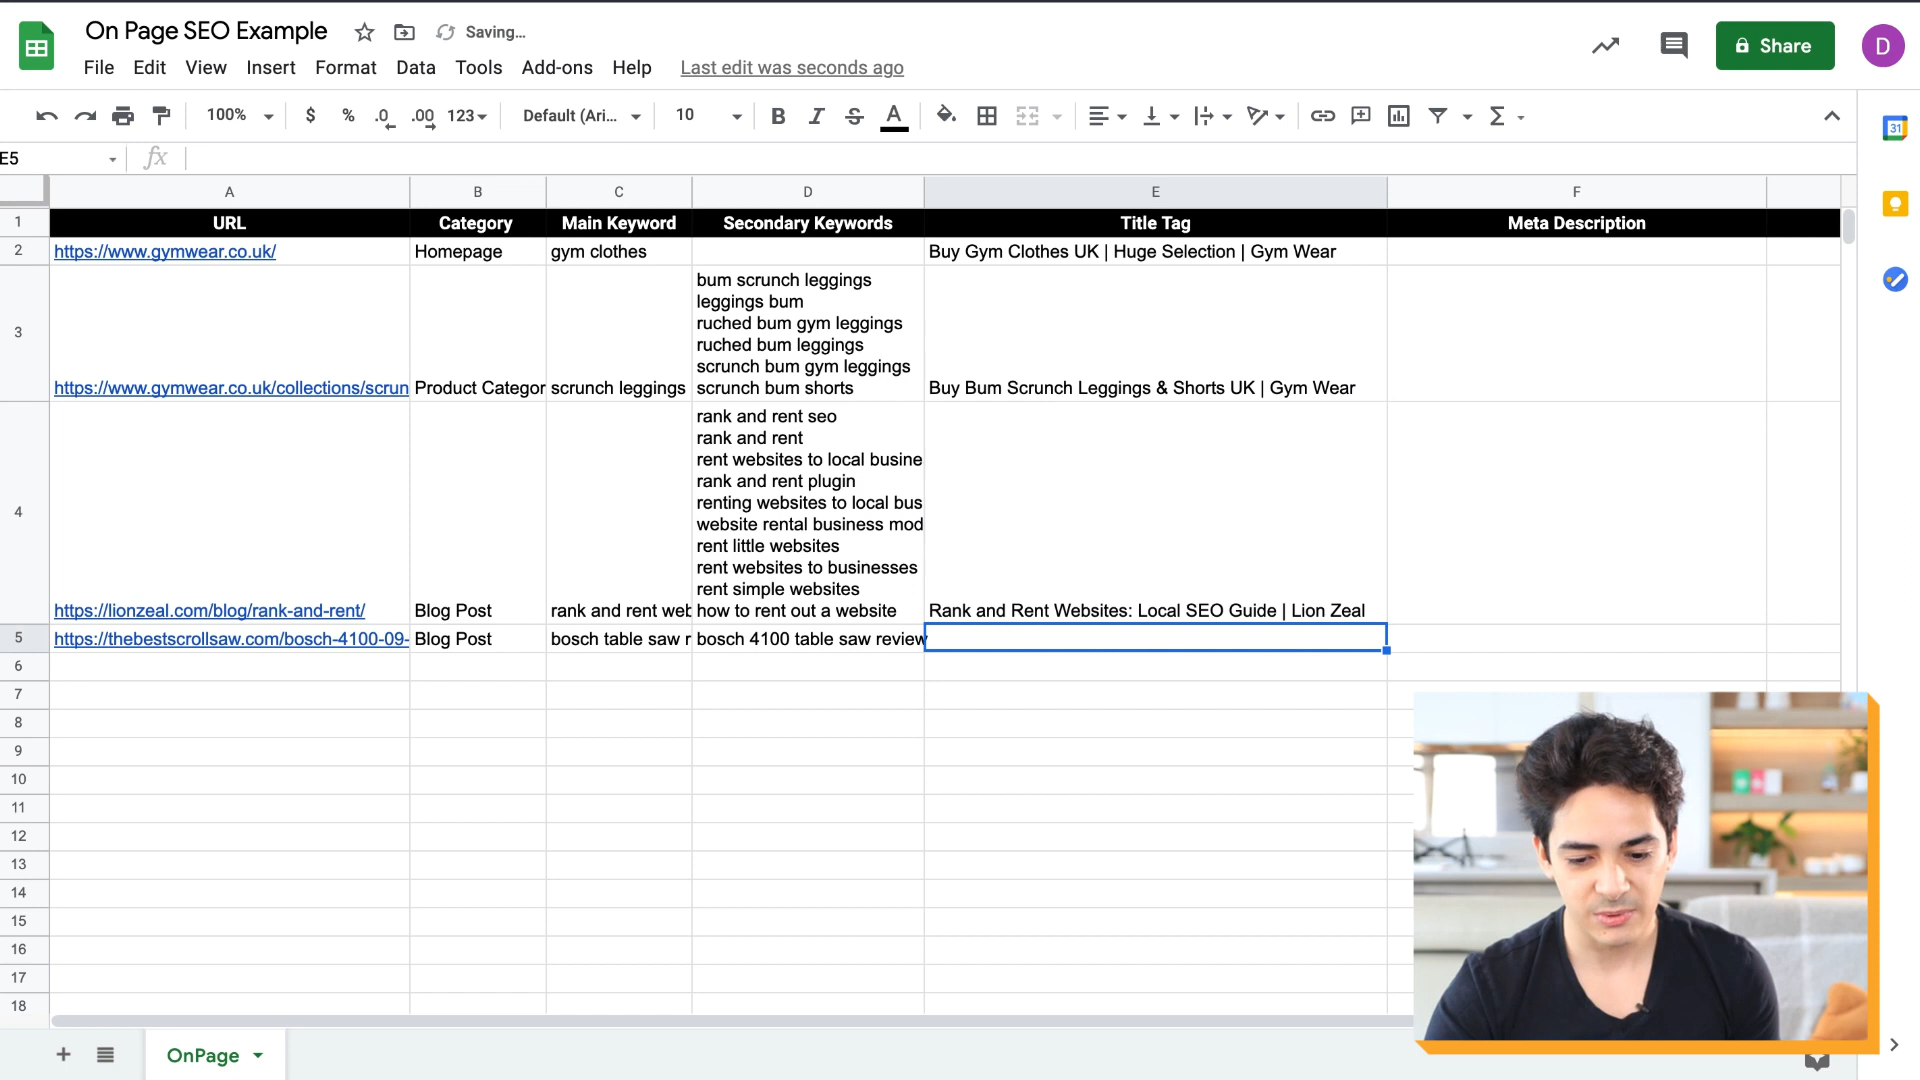 On Page SEO Example Saving...
File Edit View Insert Format Data Tools Add-ons Help Last edit was seconds ago
Share
D
100% $ % .0 .00 123 Default (Ari... 10 B I S A Σ
31
E5 fx
A B C D E F
1 URL Category Main Keyword Secondary Keywords Title Tag Meta Description
2 https://www.gymwear.co.uk/ Homepage gym clothes Buy Gym Clothes UK | Huge Selection | Gym Wear
bum scrunch leggings
leggings bum
ruched bum gym leggings
3
ruched bum leggings
scrunch bum gym leggings
https://www.gymwear.co.uk/collections/scrun Product Categor scrunch leggings scrunch bum shorts Buy Bum Scrunch Leggings & Shorts UK | Gym Wear
rank and rent seo
rank and rent
rent websites to local busine
rank and rent plugin
renting websites to local bus
4
website rental business mod
rent little websites
rent websites to businesses
rent simple websites
https://lionzeal.com/blog/rank-and-rent/ Blog Post rank and rent web how to rent out a website Rank and Rent Websites: Local SEO Guide | Lion Zeal
5 https://thebestscrollsaw.com/bosch-4100-09- Blog Post bosch table saw r bosch 4100 table saw review
6
7
8
9
10
11
12
13
14
15
16
17
18
OnPage